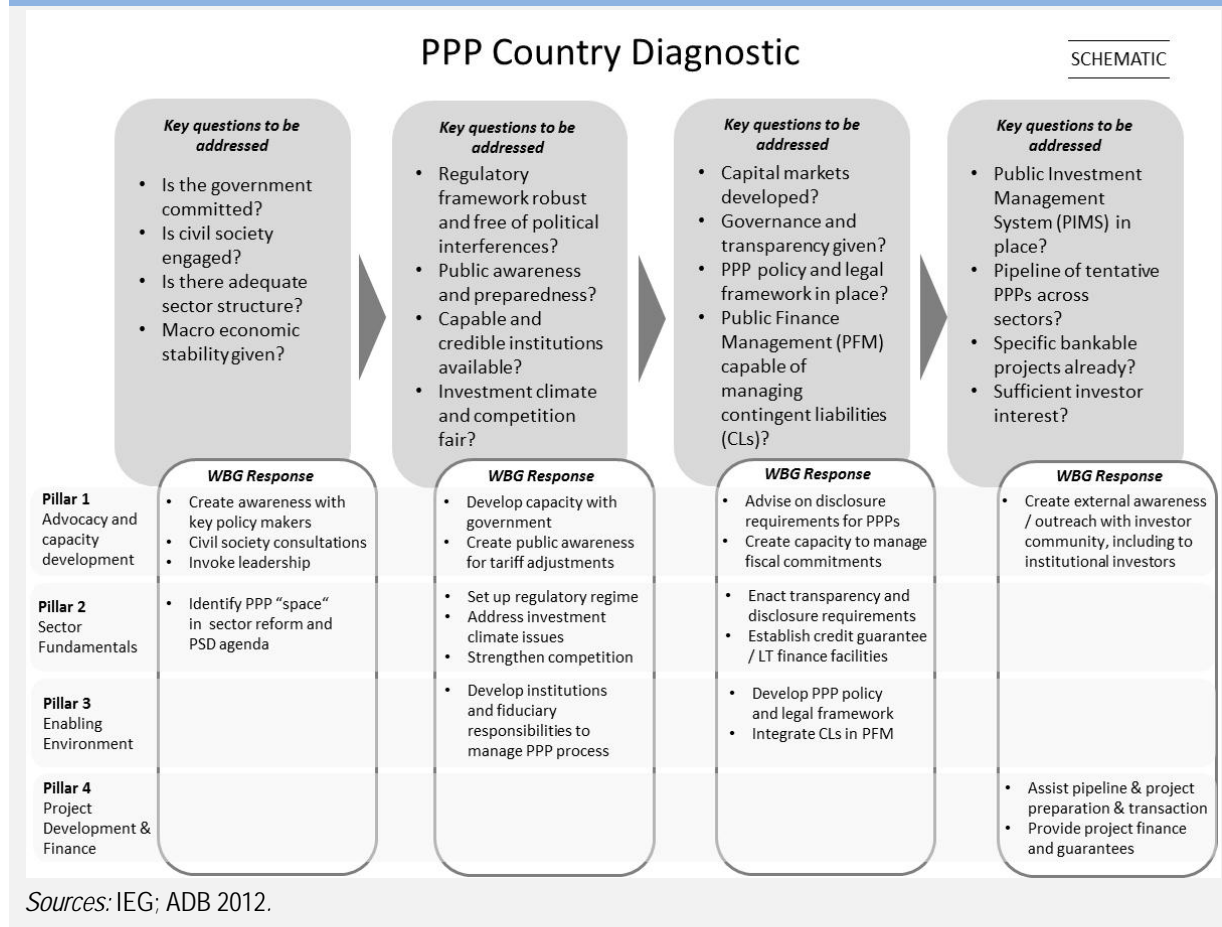 PPP Country Diagnostic
SCHEMATIC
Key questions to be
addressed
• Is the government
committed?
• Is civil society
engaged?
• Is there adequate
sector structure?
• Macro economic
stability given?
Key questions to be
addressed
• Regulatory
framework robust
and free of political
interferences?
• Public awareness
and preparedness?
• Capable and
credible institutions
available?
• Investment climate
and competition
fair?
Key questions to be
addressed
• Capital markets
developed?
• Governance and
transparency given?
• PPP policy and legal
framework in place?
• Public Finance
Management (PFM)
capable of
managing
contingent liabilities
(CLs)?
Key questions to be
addressed
• Public Investment
Management
System (PIMS) in
place?
• Pipeline of tentative
PPPs across
sectors?
• Specific bankable
projects already?
• Sufficient investor
interest?
WBG Response
WBG Response
WBG Response
WBG Response
Pillar 1
Advocacy and
capacity
development
• Create awareness with
key policy makers
• Civil society consultations
• Invoke leadership
• Develop capacity with
government
• Create public awareness
for tariff adjustments
• Advise on disclosure
requirements for PPPs
• Create capacity to manage
fiscal commitments
• Create external awareness
/ outreach with investor
community, including to
institutional investors
Pillar 2
Sector
Fundamentals
• Identify PPP “space“
in sector reform and
PSD agenda
• Set up regulatory regime
• Address investment
climate issues
• Strengthen competition
• Enact transparency and
disclosure requirements
• Establish credit guarantee
/ LT finance facilities
Pillar 3
Enabling
Environment
• Develop institutions
and fiduciary
responsibilities to
manage PPP process
• Develop PPP policy
and legal framework
• Integrate CLs in PFM
Pillar 4
Project
Development &
Finance
• Assist pipeline & project
preparation & transaction
• Provide project finance
and guarantees
Sources: IEG; ADB 2012.